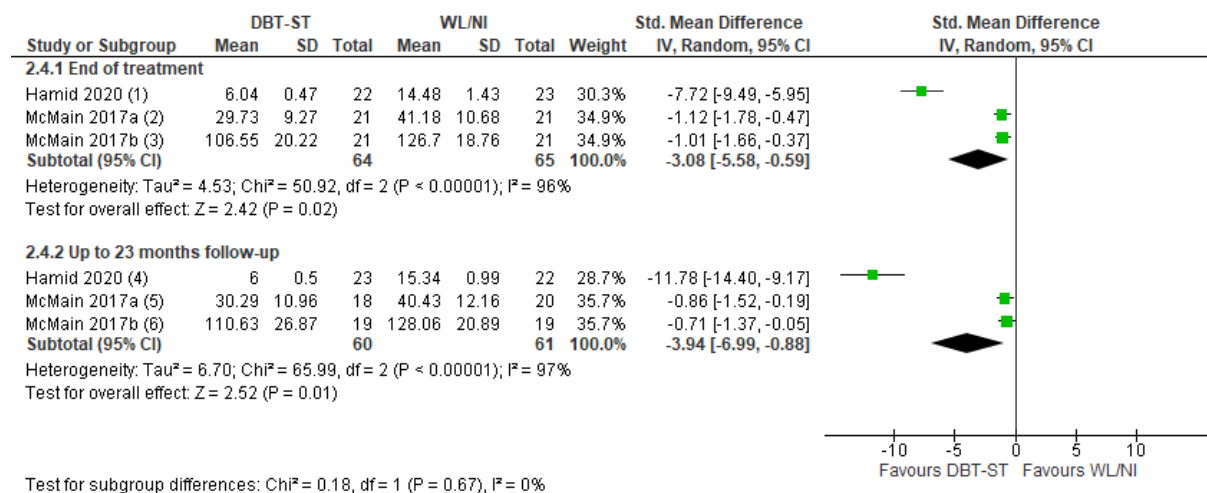 DBT-ST WL/NI Std. Mean Difference Std. Mean Difference
Study or Subgroup Mean SD Total Mean SD Total Weight IV, Random, 95% CI IV, Random, 95% CI
2.4.1 End of treatment
Hamid 2020 (1) 6.04 0.47 22 14.48 1.43 23 30.3% -7.72 [-9.49, -5.95]
McMain 2017a (2) 29.73 9.27 21 41.18 10.68 21 34.9% -1.12 [-1.78, -0.47]
McMain 2017b (3) 106.55 20.22 21 126.7 18.76 21 34.9% -1.01 [-1.66, -0.37]
Subtotal (95% CI) 64 65 100.0% -3.08 [-5.58, -0.59]
Heterogeneity: Tau² = 4.53; Chi² = 50.92, df = 2 (P < 0.00001); I² = 96%
Test for overall effect: Z = 2.42 (P = 0.02)
2.4.2 Up to 23 months follow-up
Hamid 2020 (4) 6 0.5 23 15.34 0.99 22 28.7% -11.78 [-14.40, -9.17]
McMain 2017a (5) 30.29 10.96 18 40.43 12.16 20 35.7% -0.86 [-1.52, -0.19]
McMain 2017b (6) 110.63 26.87 19 128.06 20.89 19 35.7% -0.71 [-1.37, -0.05]
Subtotal (95% CI) 60 61 100.0% -3.94 [-6.99, -0.88]
Heterogeneity: Tau² = 6.70; Chi² = 65.99, df = 2 (P < 0.00001); I² = 97%
Test for overall effect: Z = 2.52 (P = 0.01)
-10 -5 0 5 10
Favours DBT-ST Favours WL/NI
Test for subgroup differences: Chi² = 0.18, df = 1 (P = 0.67), I² = 0%